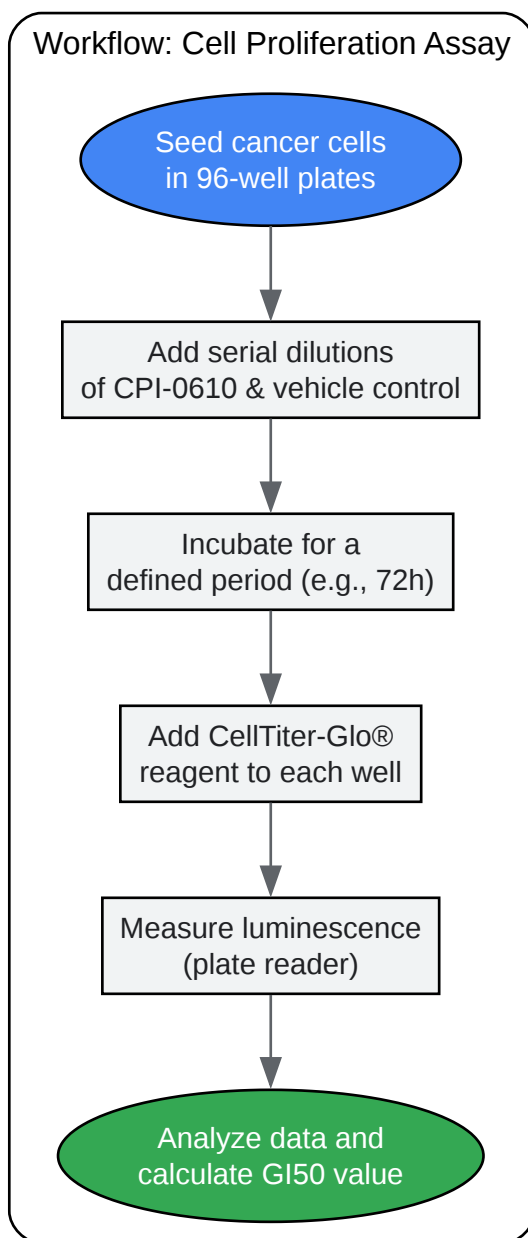 Workflow: Cell Proliferation Assay
Seed cancer cells
in 96-well plates
Add serial dilutions
of CPI-0610 & vehicle control
Incubate for a
defined period (e.g., 72h)
Add CellTiter-Glo®
reagent to each well
Measure luminescence
(plate reader)
Analyze data and
calculate GI50 value